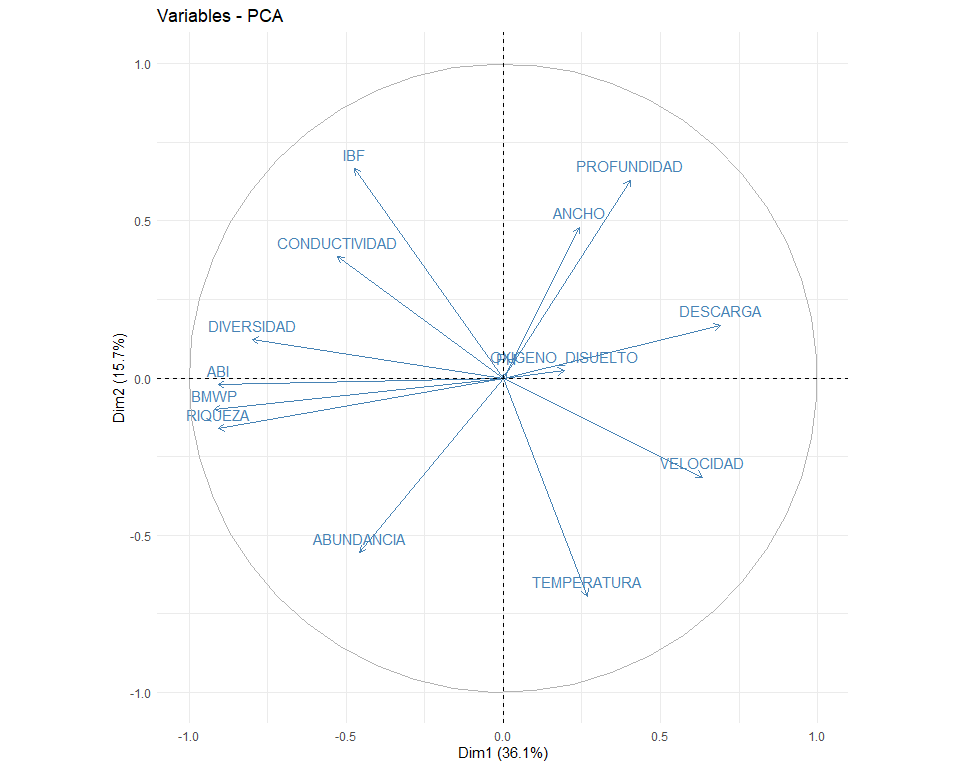 Variables - PCA
1.0
IBF
PROFUNDIDAD
ANCHO
0.5
CONDUCTIVIDAD
DESCARGA
DIVERSIDAD
OXIGENO_DISUELTO
ABI
0.0
BMWP
RIQUEZA
VELOCIDAD
ABUNDANCIA
-0.5
TEMPERATURA
-1.0
-1.0 -0.5 0.0 0.5 1.0
Dim1 (36.1%)
Dim2 (15.7%)